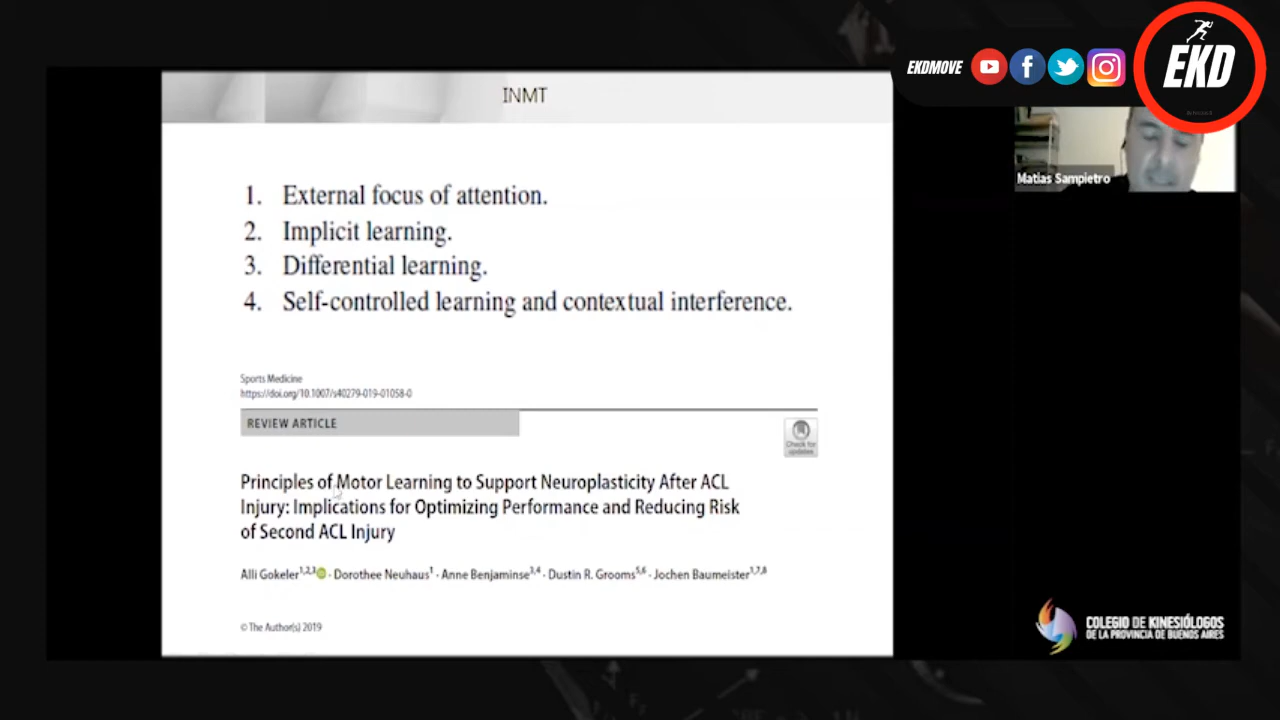 EKDMOVE
EKD
INMT
1. External focus of attention.
2. Implicit learning.
3. Differential learning.
4. Self-controlled learning and contextual interference.
Matias Sampietro
Sports Medicine
https://doi.org/10.1007/s40279-019-01058-0
REVIEW ARTICLE
Check for
updates
Principles of Motor Learning to Support Neuroplasticity After ACL
Injury: Implications for Optimizing Performance and Reducing Risk
of Second ACL Injury
Alli Gokeler1,2,3 · Dorothee Neuhaus1 · Anne Benjaminse3,4 · Dustin R. Grooms5,6 · Jochen Baumeister1,7,8
© The Author(s) 2019
COLEGIO DE KINESIÓLOGOS
DE LA PROVINCIA DE BUENOS AIRES